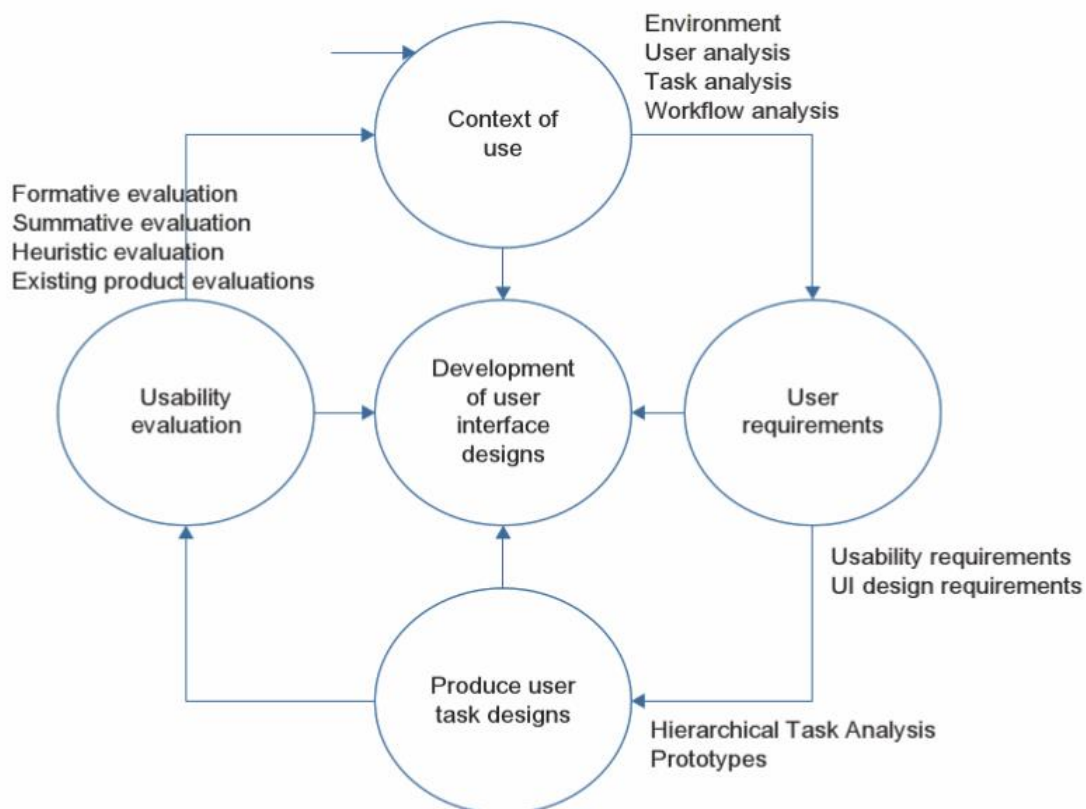 Environment
User analysis
Task analysis
Workflow analysis
Context of
use
Formative evaluation
Summative evaluation
Heuristic evaluation
Existing product evaluations
Usability
evaluation
Development
of user
interface
designs
User
requirements
Usability requirements
UI design requirements
Produce user
task designs
Hierarchical Task Analysis
Prototypes